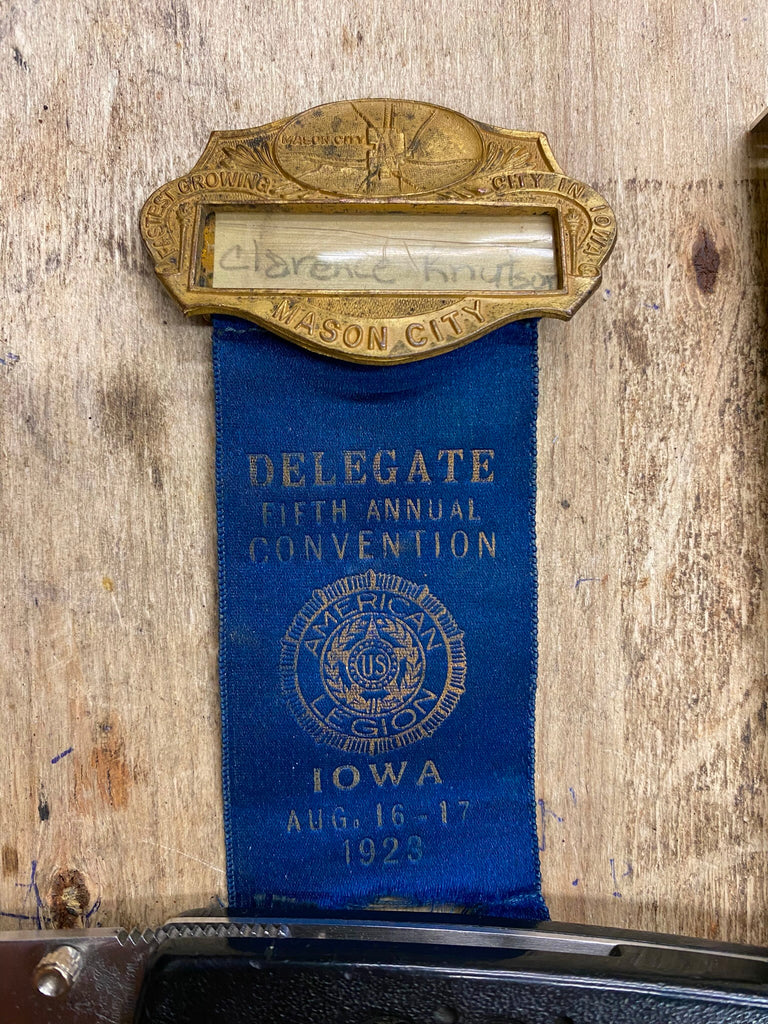 MASON CITY
FASTEST GROWING CITY IN IOWA
Clarence Knutson
MASON CITY
DELEGATE
FIFTH ANNUAL
CONVENTION
AMERICAN
US
LEGION
IOWA
AUG. 16-17
1923